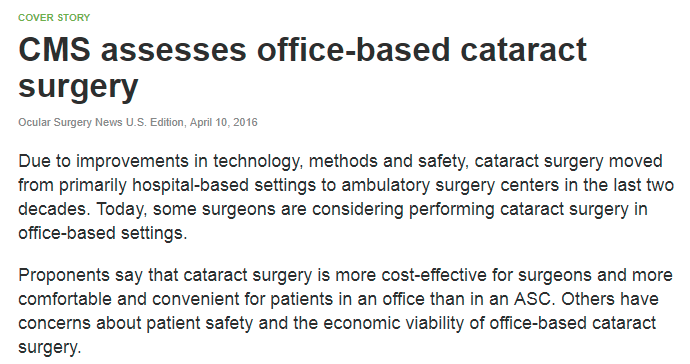 COVER STORY
CMS assesses office-based cataract
surgery
Ocular Surgery News U.S. Edition, April 10, 2016
Due to improvements in technology, methods and safety, cataract surgery moved
from primarily hospital-based settings to ambulatory surgery centers in the last two
decades. Today, some surgeons are considering performing cataract surgery in
office-based settings.
Proponents say that cataract surgery is more cost-effective for surgeons and more
comfortable and convenient for patients in an office than in an ASC. Others have
concerns about patient safety and the economic viability of office-based cataract
surgery.